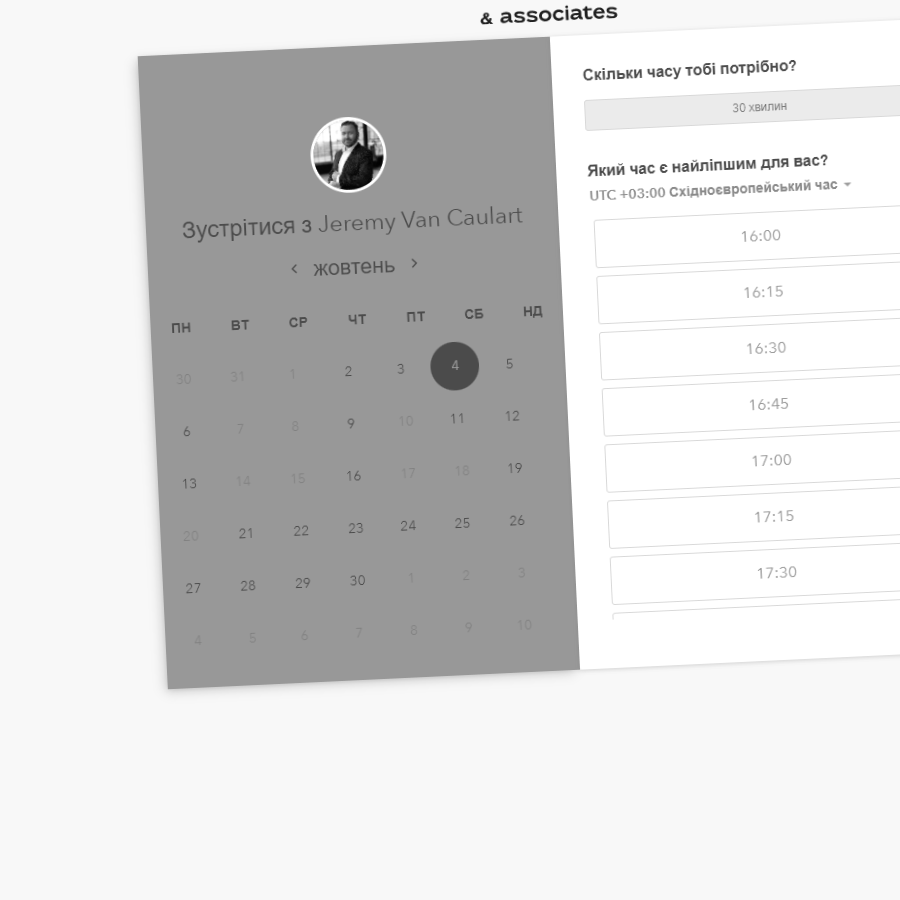 & associates
Зустрітися з Jeremy Van Caulart
жовтень
ПН ВТ СР ЧТ ПТ СБ НД
30 31 1 2 3 4 5
6 7 8 9 10 11 12
13 14 15 16 17 18 19
20 21 22 23 24 25 26
27 28 29 30 1 2 3
4 5 6 7 8 9 10
Скільки часу тобі потрібно?
30 хвилин
Який час є найліпшим для вас?
UTC +03:00 Східноєвропейський час
16:00
16:15
16:30
16:45
17:00
17:15
17:30